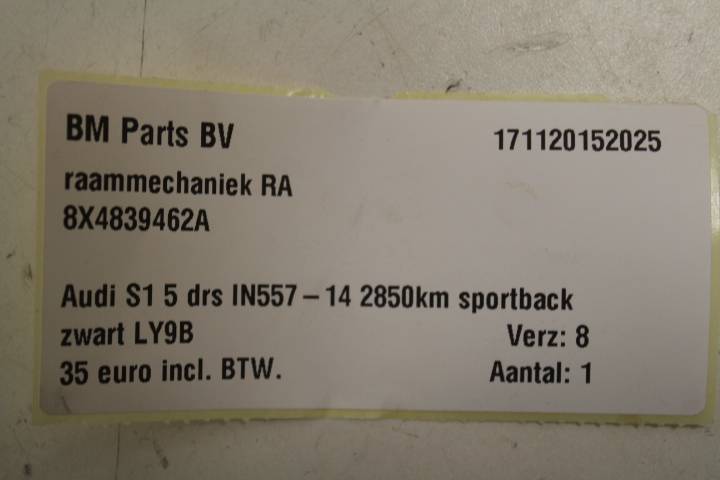 BM Parts BV 171120152025
raammechaniek RA
8X4839462A
Audi S1 5 drs IN557-14 2850km sportback
zwart LY9B Verz: 8
35 euro incl. BTW. Aantal: 1